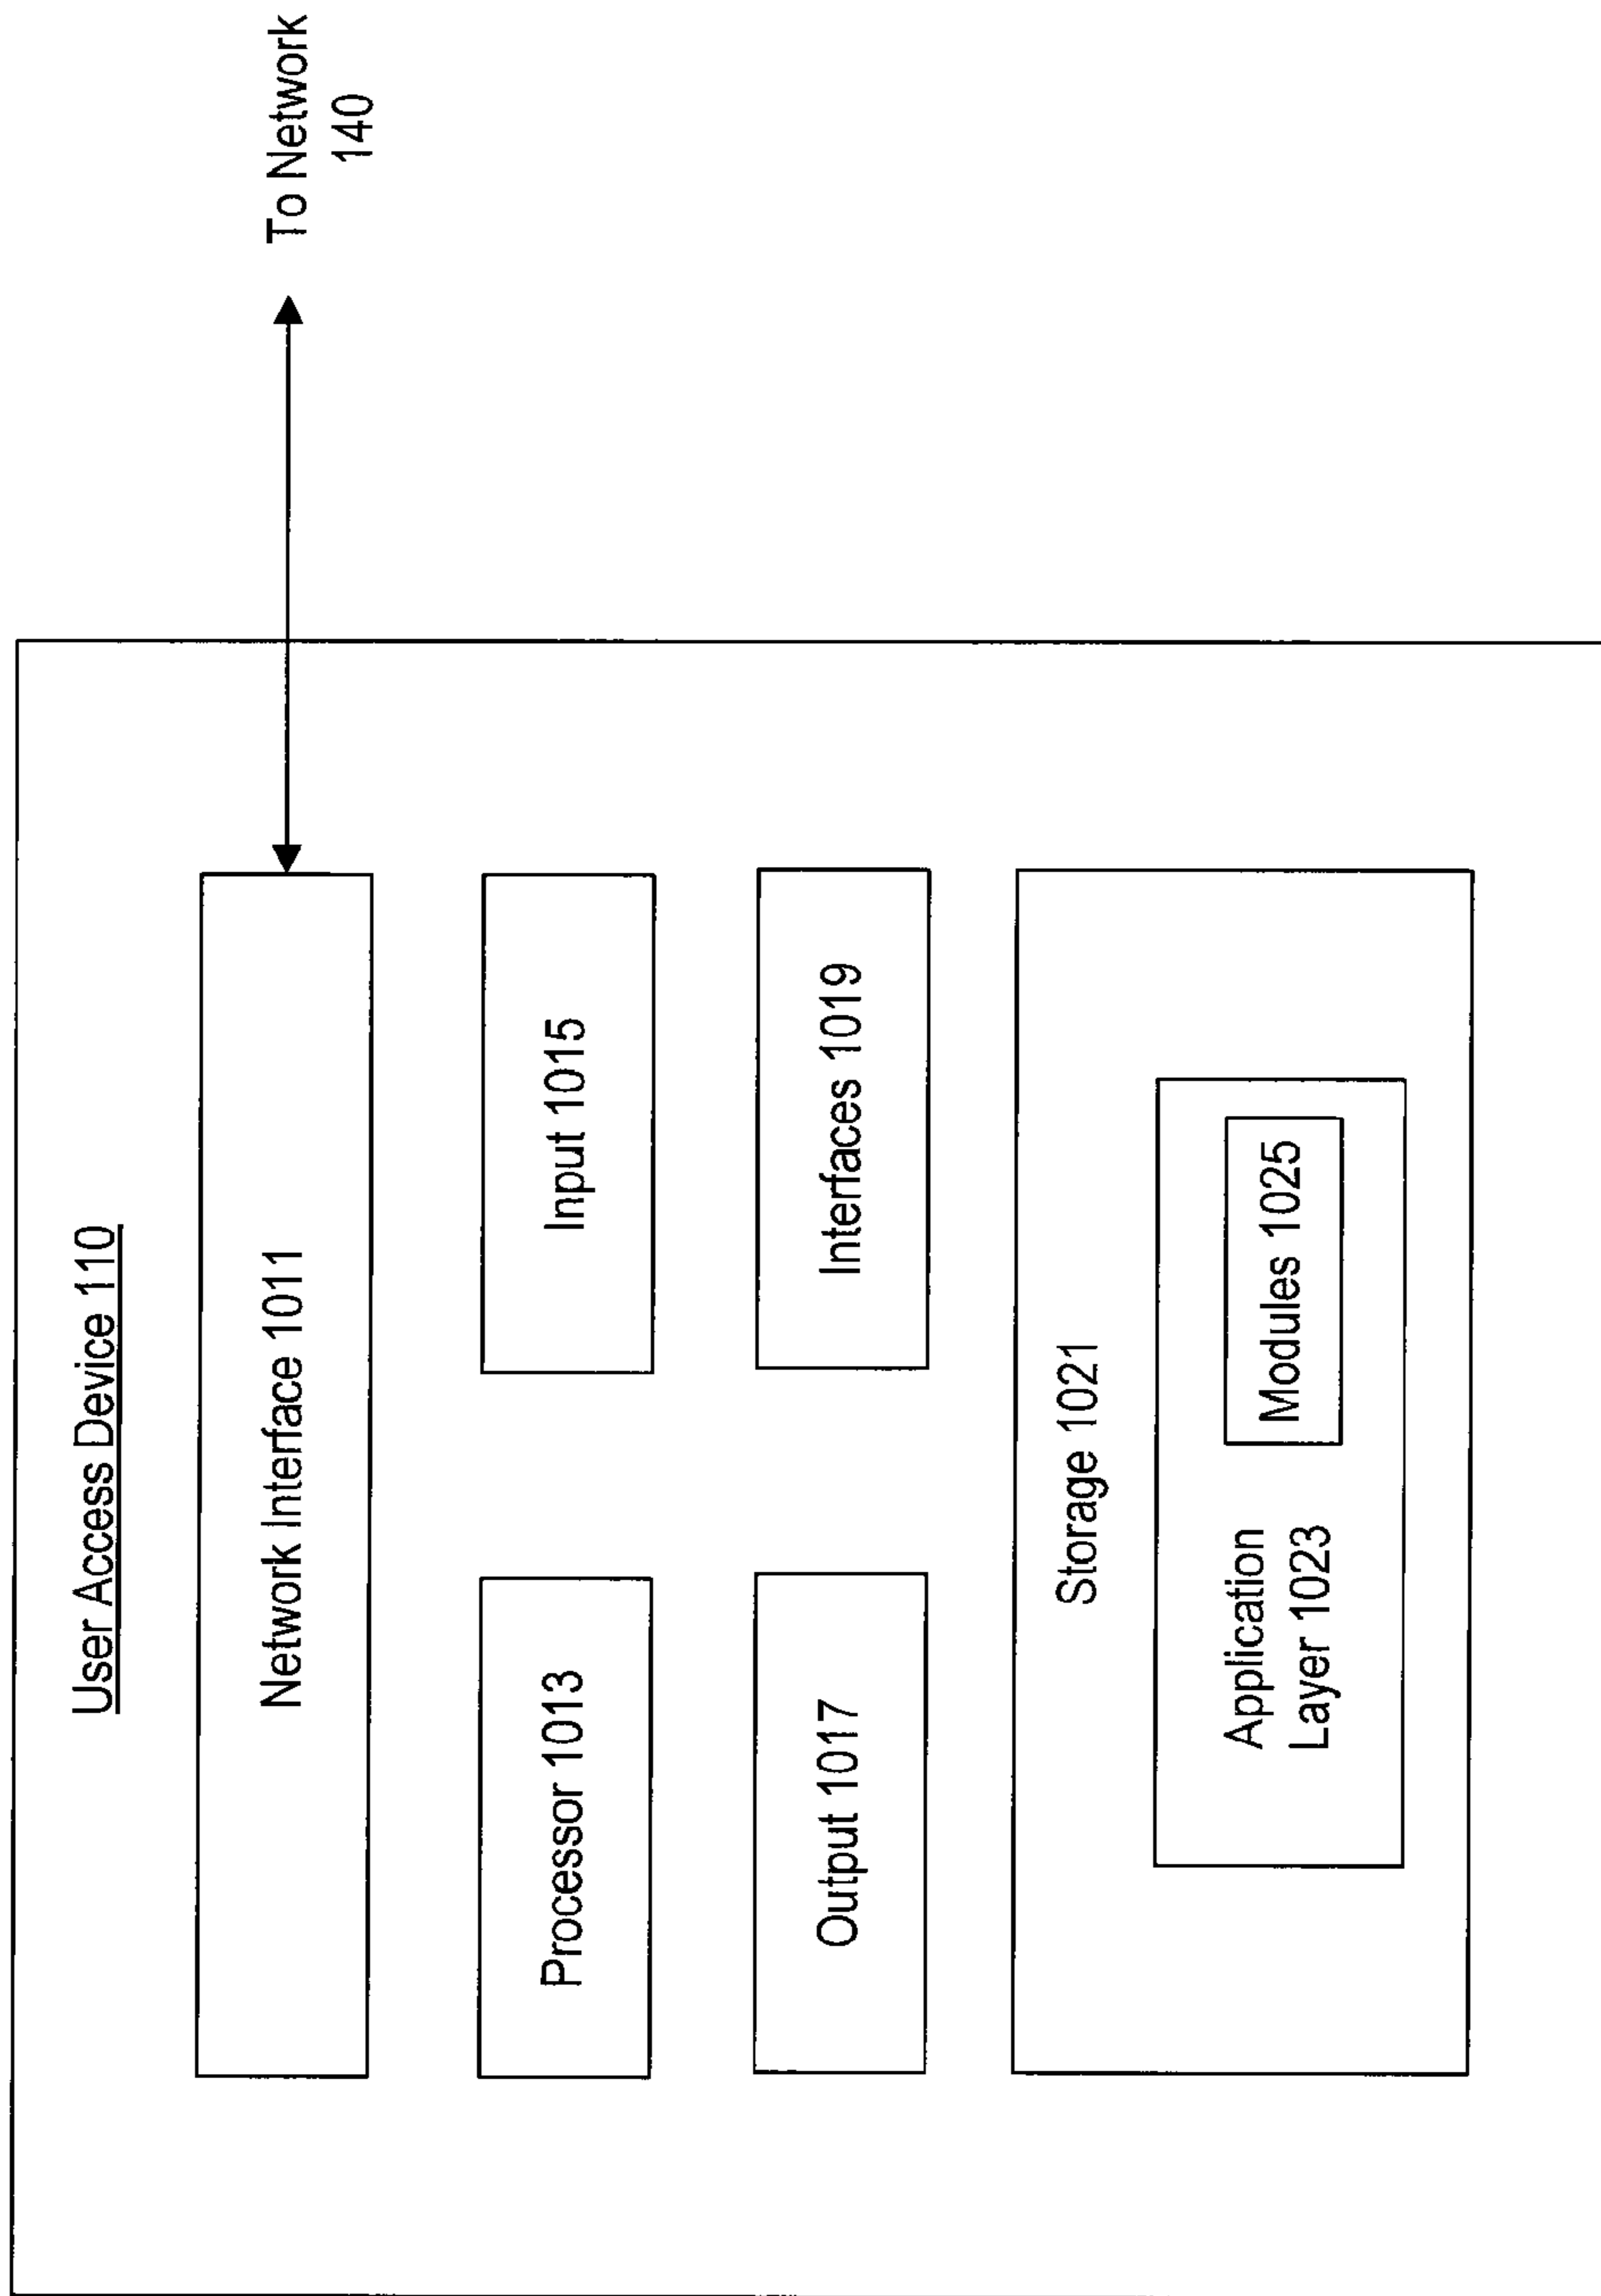 User Access Device 110
Network Interface 1011
To Network
140
Processor 1013
Input 1015
Output 1017
Interfaces 1019
Storage 1021
Application
Layer 1023
Modules 1025